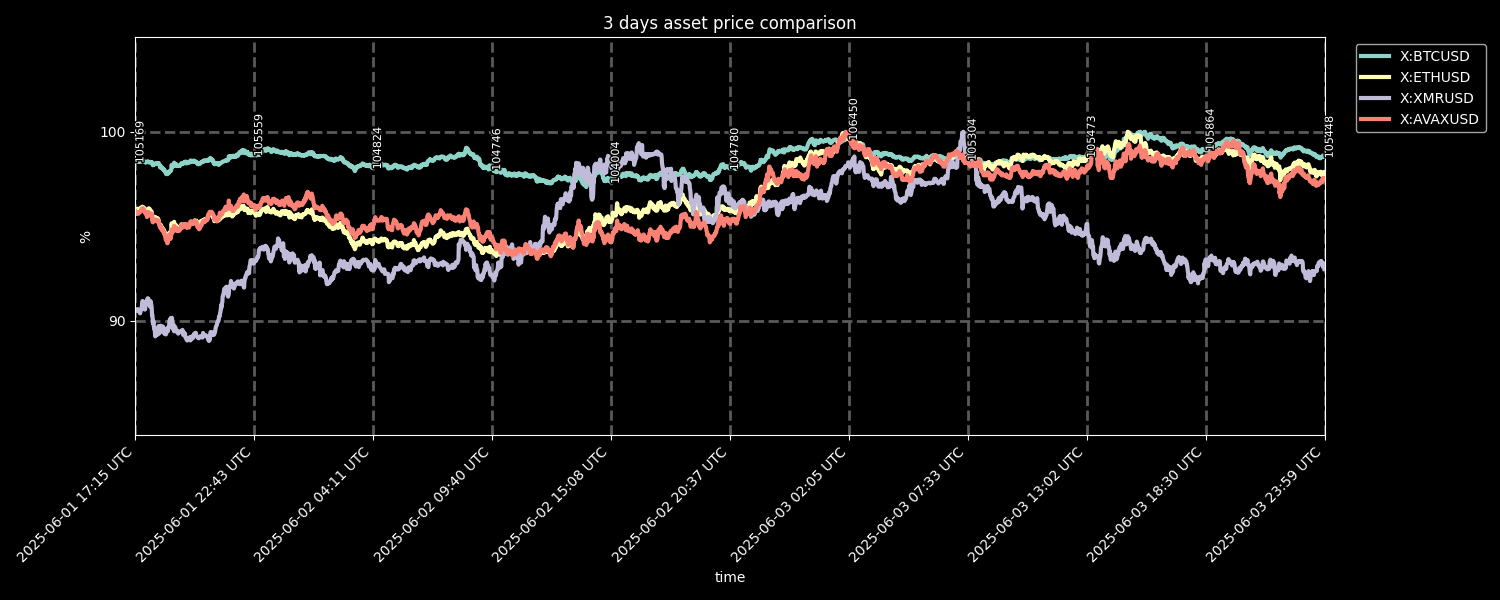 3 days asset price comparison
X:BTCUSD
X:ETHUSD
X:XMRUSD
X:AVAXUSD
100
90
%
105169
105559
104824
104746
104004
104780
106450
105304
105473
105864
105448
2025-06-01 17:15 UTC
2025-06-01 22:43 UTC
2025-06-02 04:11 UTC
2025-06-02 09:40 UTC
2025-06-02 15:08 UTC
2025-06-02 20:37 UTC
2025-06-03 02:05 UTC
2025-06-03 07:33 UTC
2025-06-03 13:02 UTC
2025-06-03 18:30 UTC
2025-06-03 23:59 UTC
time